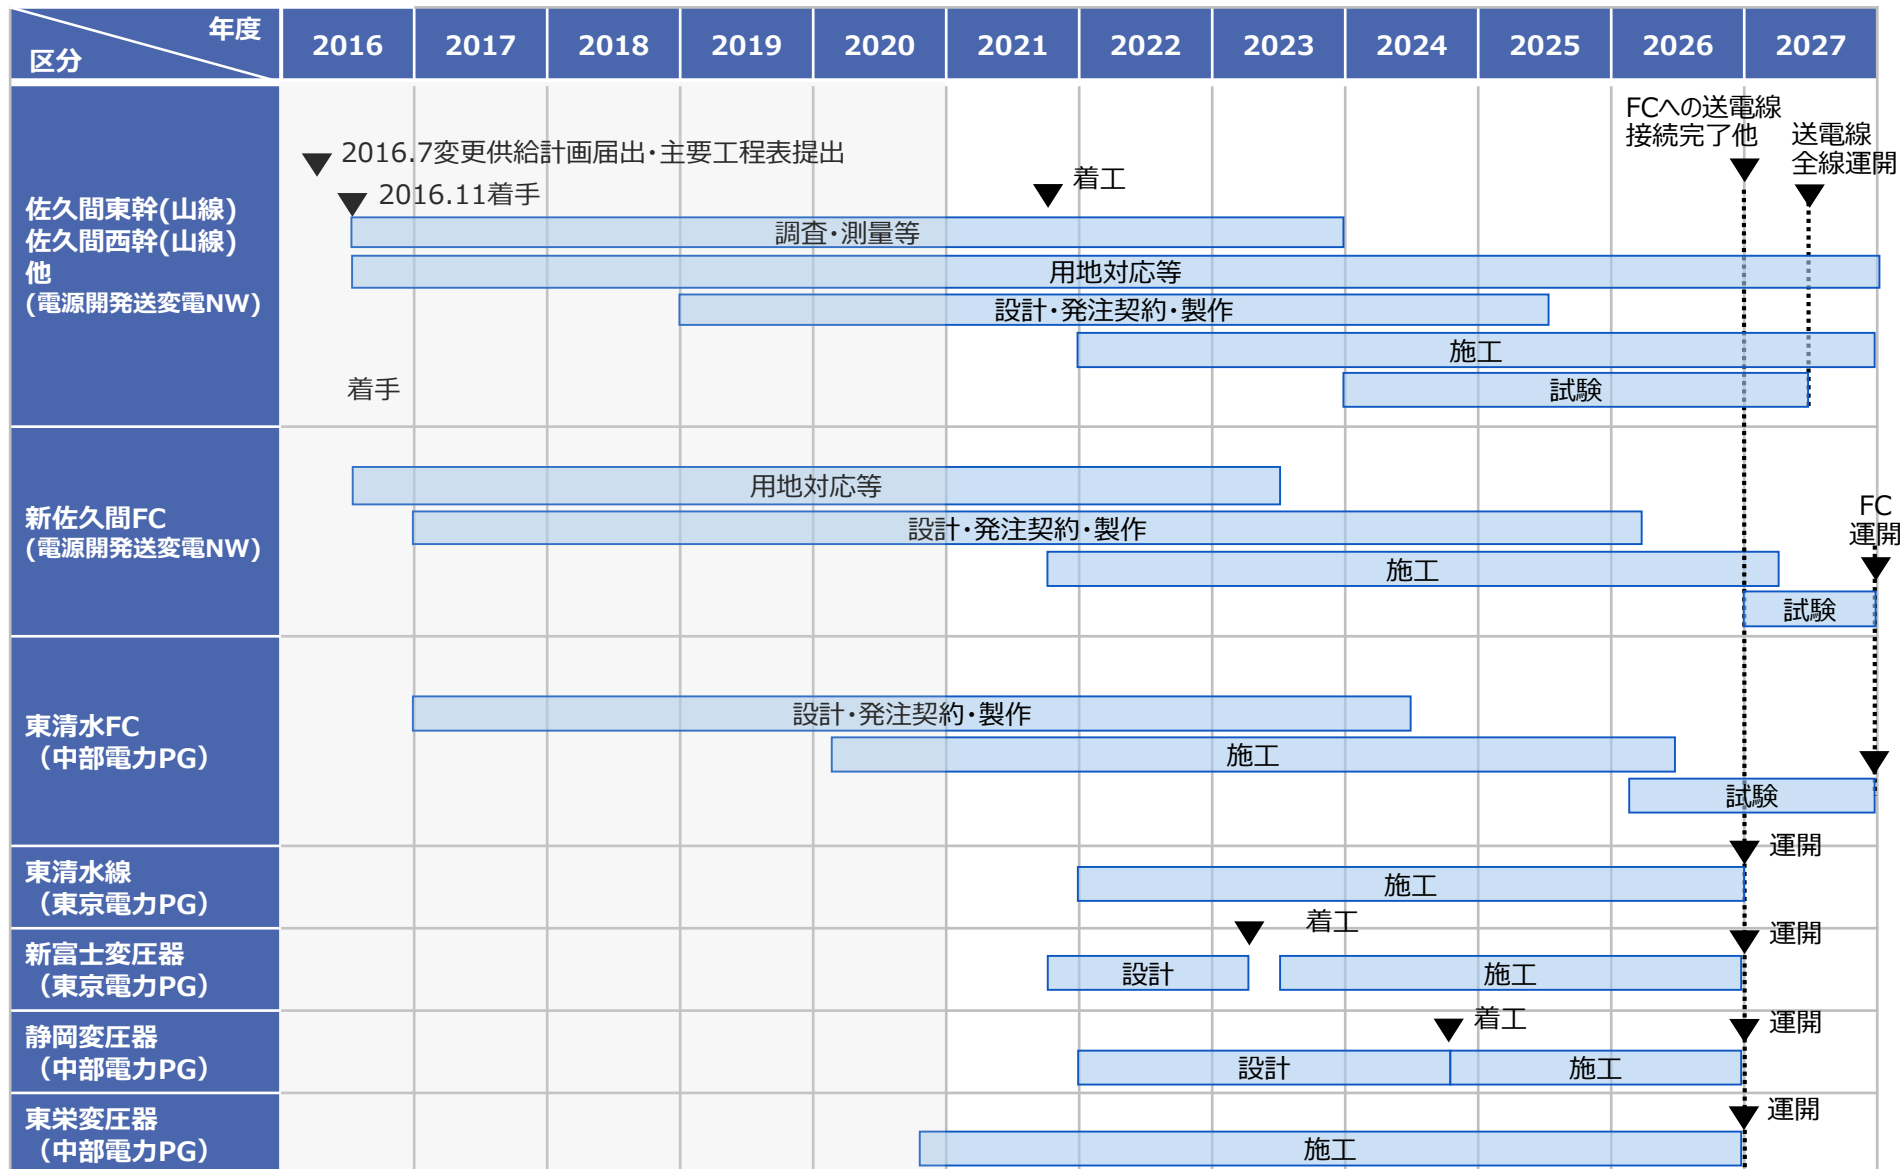 年度
区分
2016 2017 2018 2019 2020 2021 2022 2023 2024 2025 2026 2027
佐久間東幹(山線)
佐久間西幹(山線)
他
(電源開発送変電NW)
FCへの送電線
接続完了他
送電線
全線運開
2016.7変更供給計画届出・主要工程表提出
2016.11着手
着工
調査・測量等
用地対応等
設計・発注契約・製作
施工
試験
着手
新佐久間FC
(電源開発送変電NW)
用地対応等
設計・発注契約・製作
施工
試験
FC
運開
東清水FC
(中部電力PG)
設計・発注契約・製作
施工
試験
東清水線
(東京電力PG)
運開
施工
新富士変圧器
(東京電力PG)
着工
運開
設計
施工
静岡変圧器
(中部電力PG)
着工
運開
設計
施工
東栄変圧器
(中部電力PG)
運開
施工